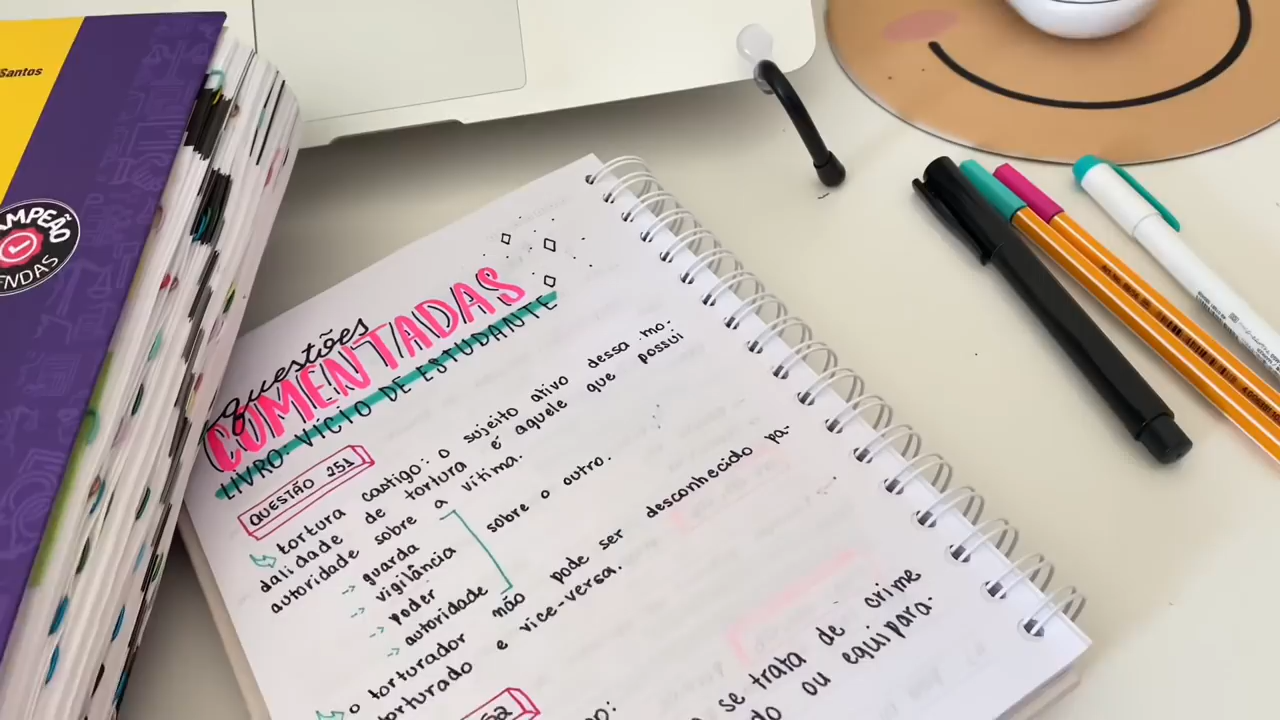 Santos
CAMPEÃO
VENDAS
questões
COMENTADAS
LIVRO: VÍCIO DE ESTUDANTE
QUESTÃO 251
tortura castigo: o sujeito ativo dessa mo-
dalidade de tortura é aquele que possui
autoridade sobre a vítima.
→ guarda
→ vigilância
→ poder
→ autoridade
sobre o outro.
o torturador não pode ser desconhecido pa-
torturado e vice-versa.
52
se trata de crime
ou equipara-